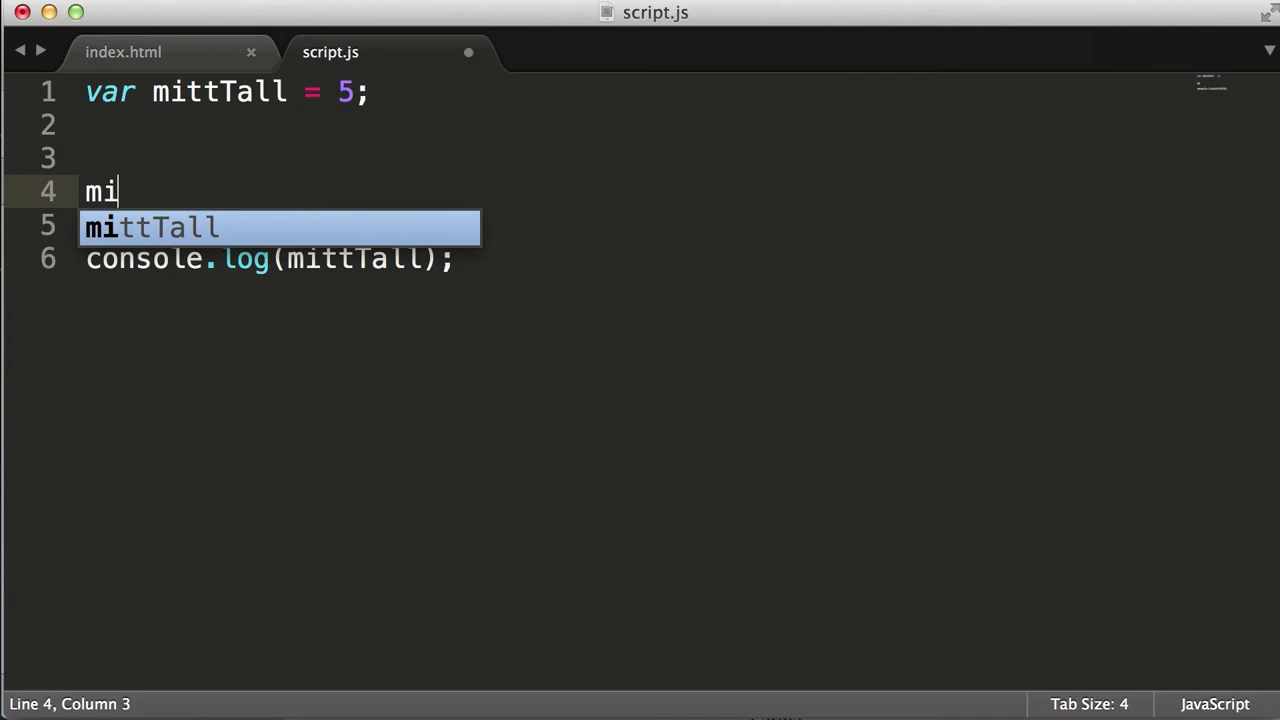 script.js
index.html × script.js
1 var mittTall = 5;
2
3
4 mi
mittTall
5
6 console.log(mittTall);
Line 4, Column 3 Tab Size: 4 JavaScript